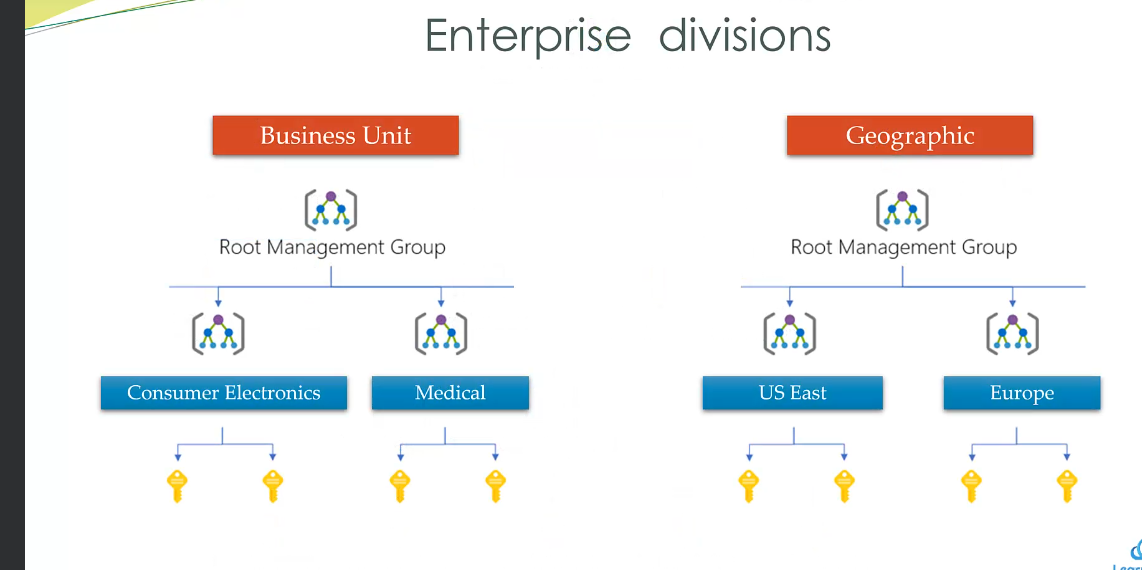 Enterprise divisions
Business Unit
Geographic
Root Management Group
Root Management Group
Consumer Electronics
Medical
US East
Europe